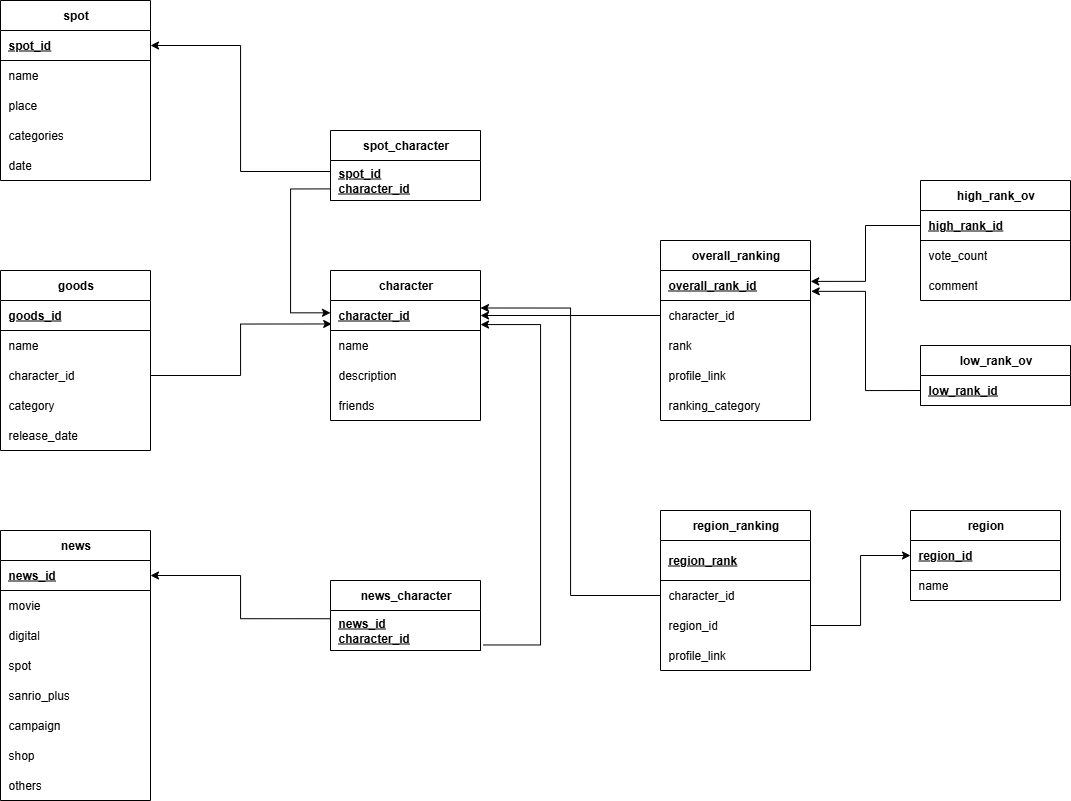 spot
spot_id
name
place
categories
date
spot_character
spot_id
character_id
goods
goods_id
name
character_id
category
release_date
character
character_id
name
description
friends
overall_ranking
overall_rank_id
character_id
rank
profile_link
ranking_category
high_rank_ov
high_rank_id
vote_count
comment
low_rank_ov
low_rank_id
news
news_id
movie
digital
spot
sanrio_plus
campaign
shop
others
news_character
news_id
character_id
region_ranking
region_rank
character_id
region_id
profile_link
region
region_id
name